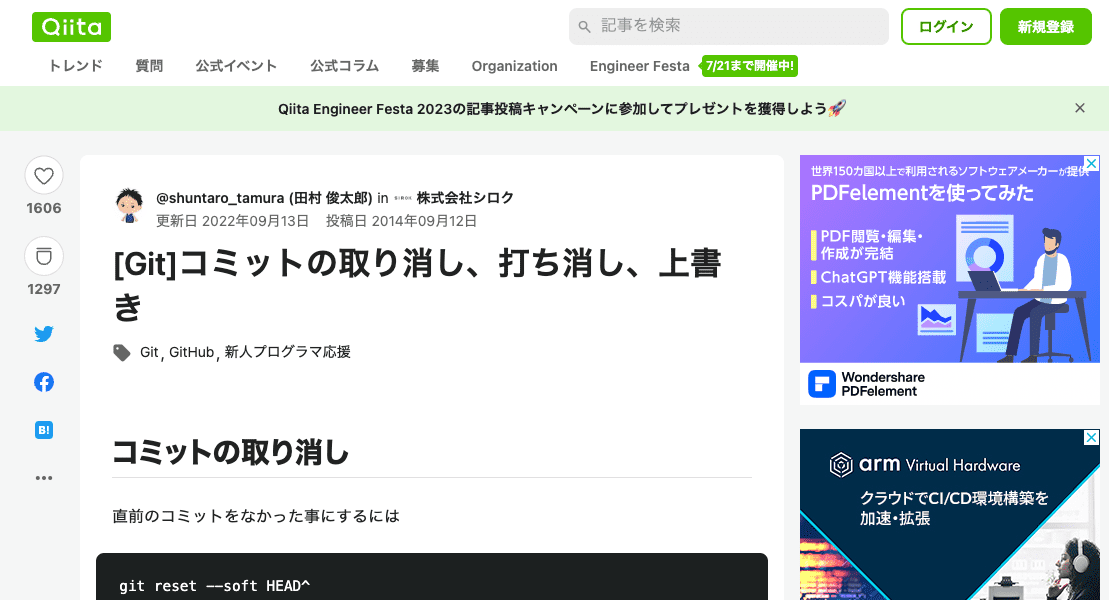 Qiita
記事を検索
ログイン
新規登録
トレンド
質問
公式イベント
公式コラム
募集
Organization
Engineer Festa
7/21まで開催中!
Qiita Engineer Festa 2023の記事投稿キャンペーンに参加してプレゼントを獲得しよう🚀
1606
1297
B!
@shuntaro_tamura (田村 俊太郎) in 株式会社シロク
更新日 2022年09月13日 投稿日 2014年09月12日
[Git]コミットの取り消し、打ち消し、上書
き
Git, GitHub, 新人プログラマ応援
コミットの取り消し
直前のコミットをなかった事にするには
git reset --soft HEAD^
世界150カ国以上で利用されるソフトウェアメーカーが提供
PDFelementを使ってみた
PDF閲覧・編集・
作成が完結
ChatGPT機能搭載
コスパが良い
Wondershare
PDFelement
arm Virtual Hardware
クラウドでCI/CD環境構築を
加速・拡張